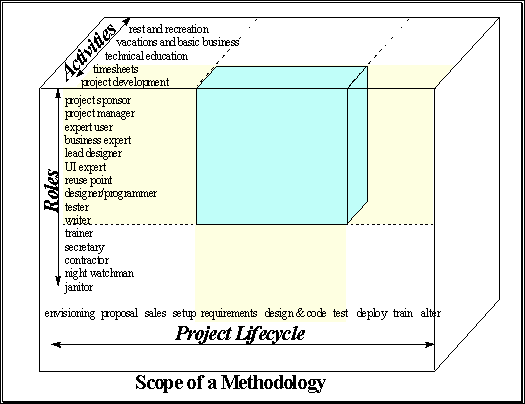 rest and recreation
vacations and basic business
technical education
timesheets
project development
Activities
project sponsor
project manager
expert user
business expert
lead designer
UI expert
reuse point
designer/programmer
tester
writer
trainer
secretary
contractor
night watchman
janitor
Roles
envisioning proposal sales setup requirements design & code test deploy train alter
Project Lifecycle
Scope of a Methodology